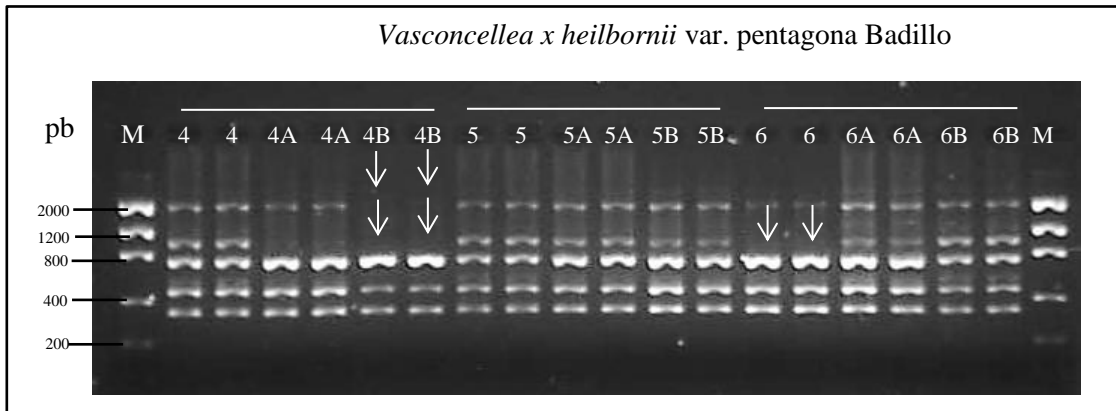 Vasconcellea x heilbornii var. pentagona Badillo
pb M 4 4 4A 4A 4B 4B 5 5 5A 5A 5B 5B 6 6 6A 6A 6B 6B M
2000
1200
800
400
200